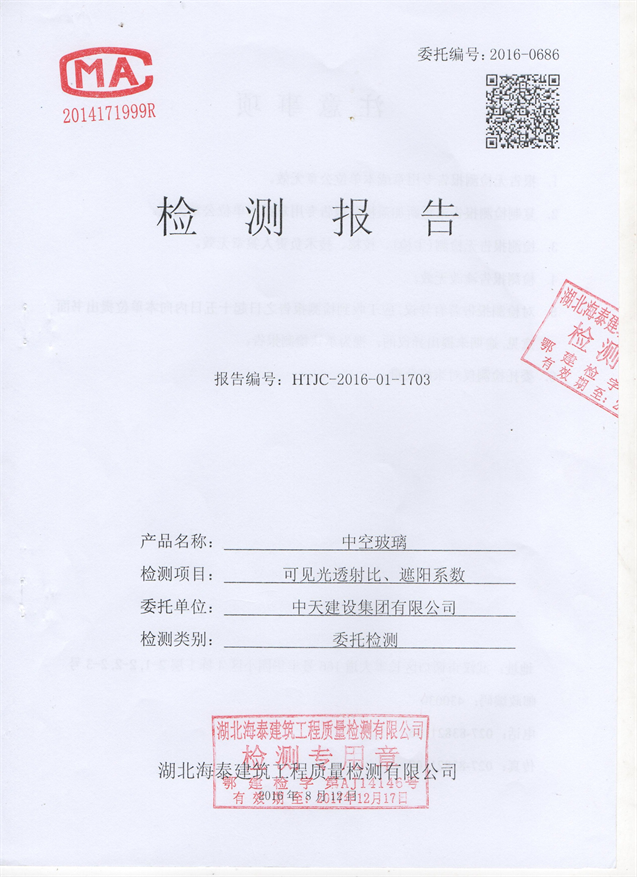 委托编号：2016-0686
CMA
2014171999R
检测报告
湖北海泰建
检测
鄂建检字
有效期至：2
报告编号：HTJC-2016-01-1703
产品名称：中空玻璃
检测项目：可见光透射比、遮阳系数
委托单位：中天建设集团有限公司
检测类别：委托检测
湖北海泰建筑工程质量检测有限公司
检测专用章
湖北海泰建筑工程质量检测有限公司
鄂建检字第AJ14146号
有效期至:2017年12月17日
2016年8月12日